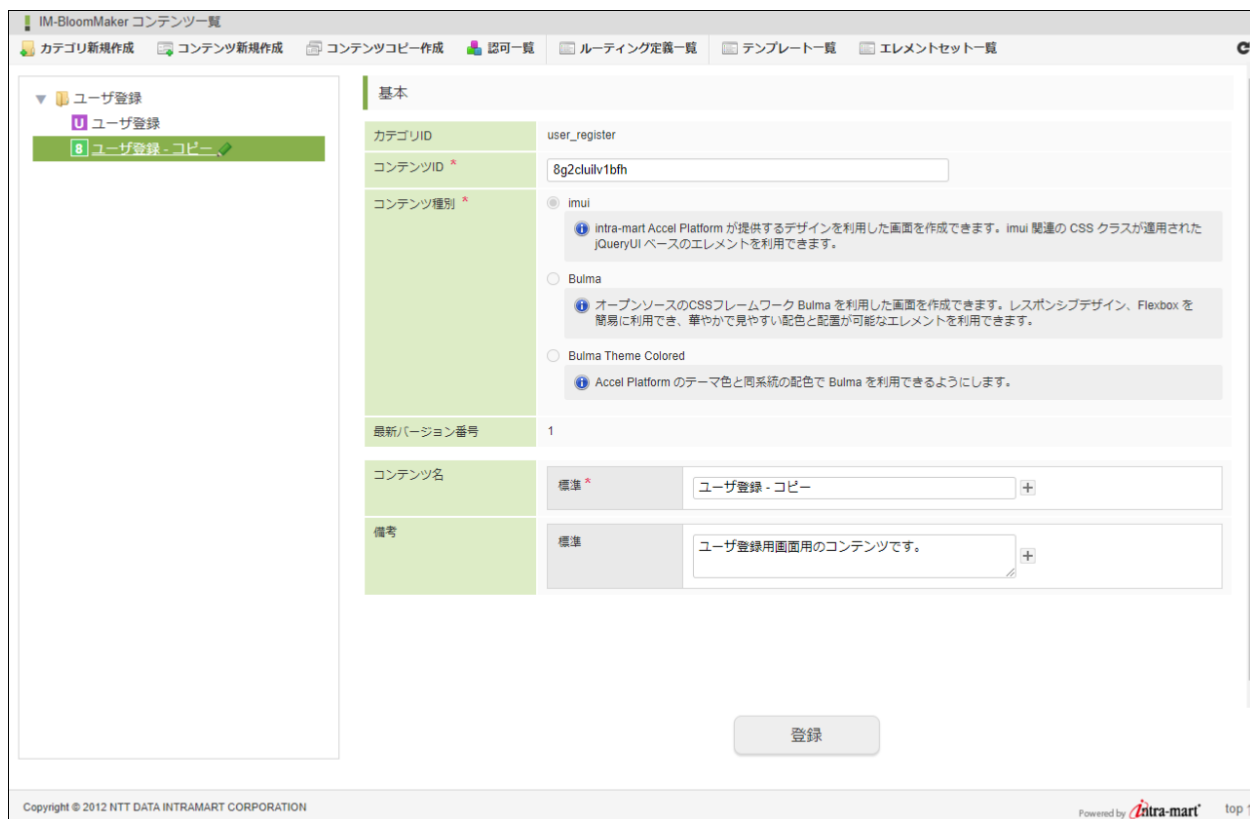 IM-BloomMaker コンテンツ一覧
カテゴリ新規作成 コンテンツ新規作成 コンテンツコピー作成 認可一覧 ルーティング定義一覧 テンプレート一覧 エレメントセット一覧
ユーザ登録
U ユーザ登録
8 ユーザ登録 - コピー
基本
カテゴリID user_register
コンテンツID * 8g2cluilv1bfh
コンテンツ種別 * imui
intra-mart Accel Platform が提供するデザインを利用した画面を作成できます。imui 関連の CSS クラスが適用された
jQueryUI ベースのエレメントを利用できます。
Bulma
オープンソースのCSSフレームワーク Bulma を利用した画面を作成できます。レスポンシブデザイン、Flexbox を
簡易に利用でき、華やかで見やすい配色と配置が可能なエレメントを利用できます。
Bulma Theme Colored
Accel Platform のテーマ色と同系統の配色で Bulma を利用できるようにします。
最新バージョン番号 1
コンテンツ名 標準 * ユーザ登録 - コピー
備考 標準 ユーザ登録用画面用のコンテンツです。
登録
Copyright © 2012 NTT DATA INTRAMART CORPORATION
Powered by intra-mart top